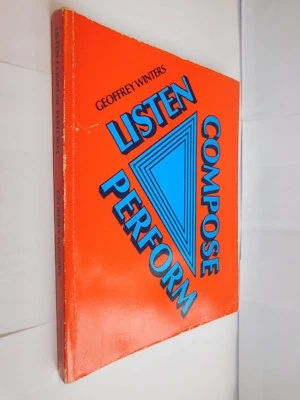 GEOFFREY WINTERS
LISTEN
COMPOSE
PERFORM